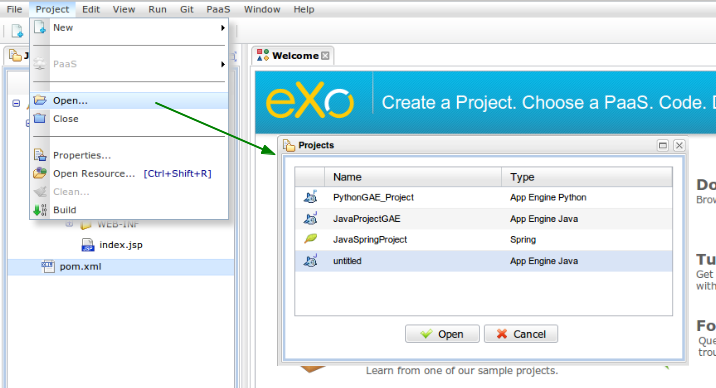 File Project Edit View Run Git PaaS Window Help
New
PaaS
Open...
Close
Properties...
Open Resource... [Ctrl+Shift+R]
Clean...
Build
WEB-INF
index.jsp
pom.xml
Welcome
eXo
Create a Project. Choose a PaaS. Code. D
Projects
Name Type
PythonGAE_Project App Engine Python
JavaProjectGAE App Engine Java
JavaSpringProject Spring
untitled App Engine Java
Open Cancel
Learn from one of our sample projects.
Do
Brow
Tu
Get
with
Fo
Que
trou